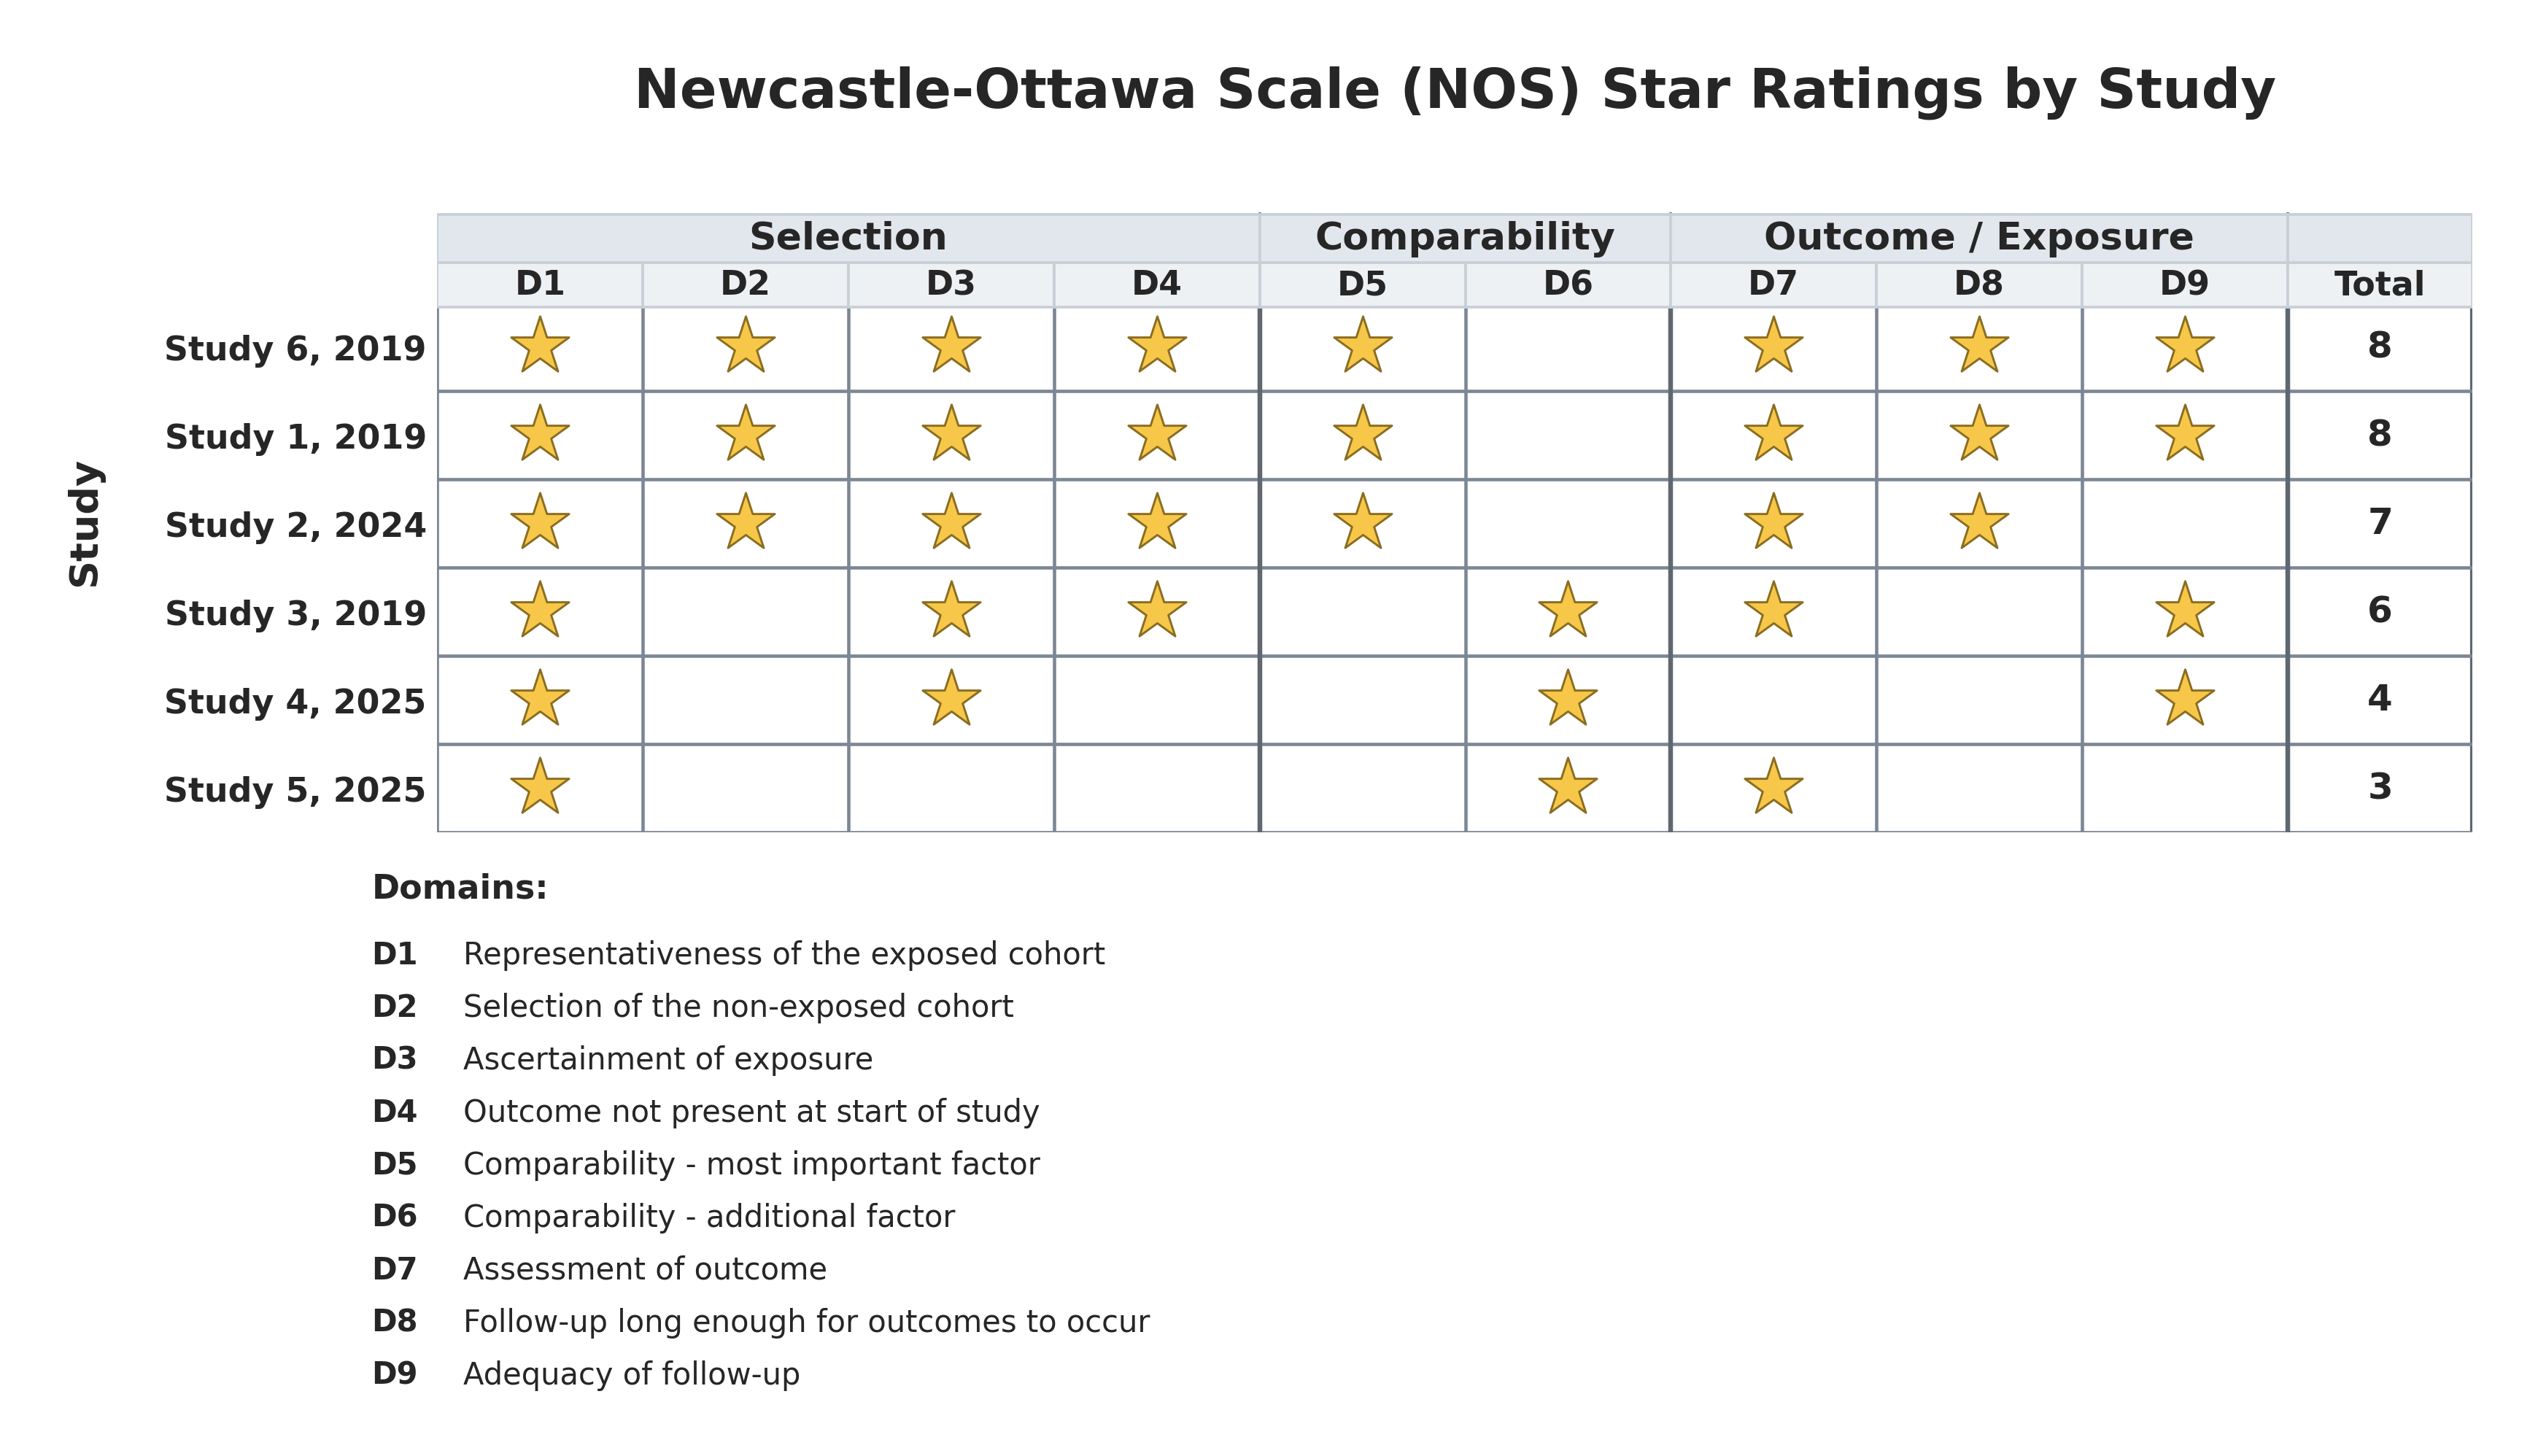 Newcastle-Ottawa Scale (NOS) Star Ratings by Study
Selection Comparability Outcome / Exposure
D1 D2 D3 D4 D5 D6 D7 D8 D9 Total
Study
Study 6, 2019 8
Study 1, 2019 8
Study 2, 2024 7
Study 3, 2019 6
Study 4, 2025 4
Study 5, 2025 3
Domains:
D1 Representativeness of the exposed cohort
D2 Selection of the non-exposed cohort
D3 Ascertainment of exposure
D4 Outcome not present at start of study
D5 Comparability - most important factor
D6 Comparability - additional factor
D7 Assessment of outcome
D8 Follow-up long enough for outcomes to occur
D9 Adequacy of follow-up